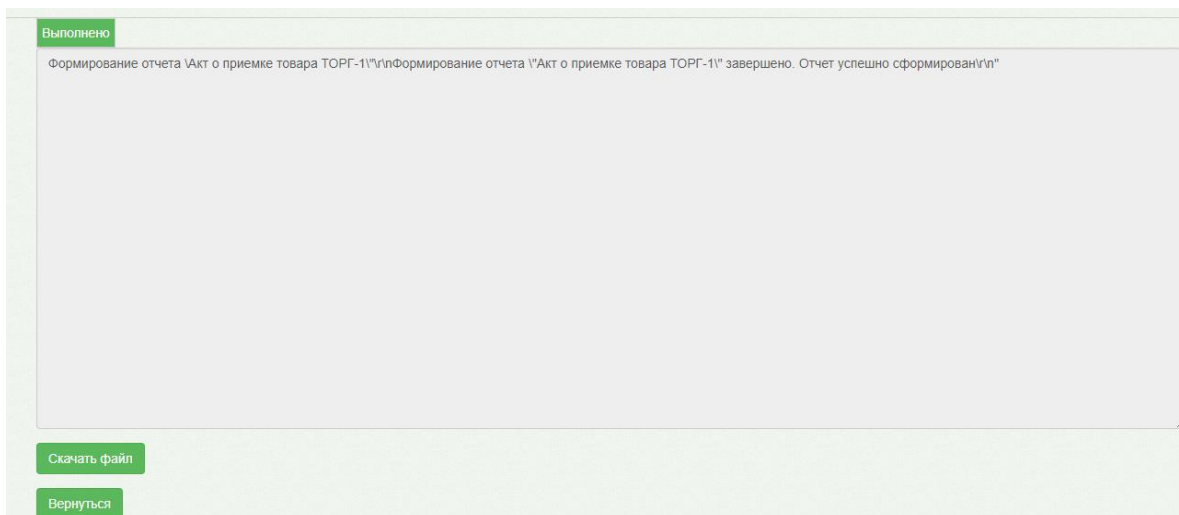 Выполнено
Формирование отчета \Акт о приемке товара ТОРГ-1\"\r\nФормирование отчета \"Акт о приемке товара ТОРГ-1\" завершено. Отчет успешно сформирован\r\n"
Скачать файл
Вернуться